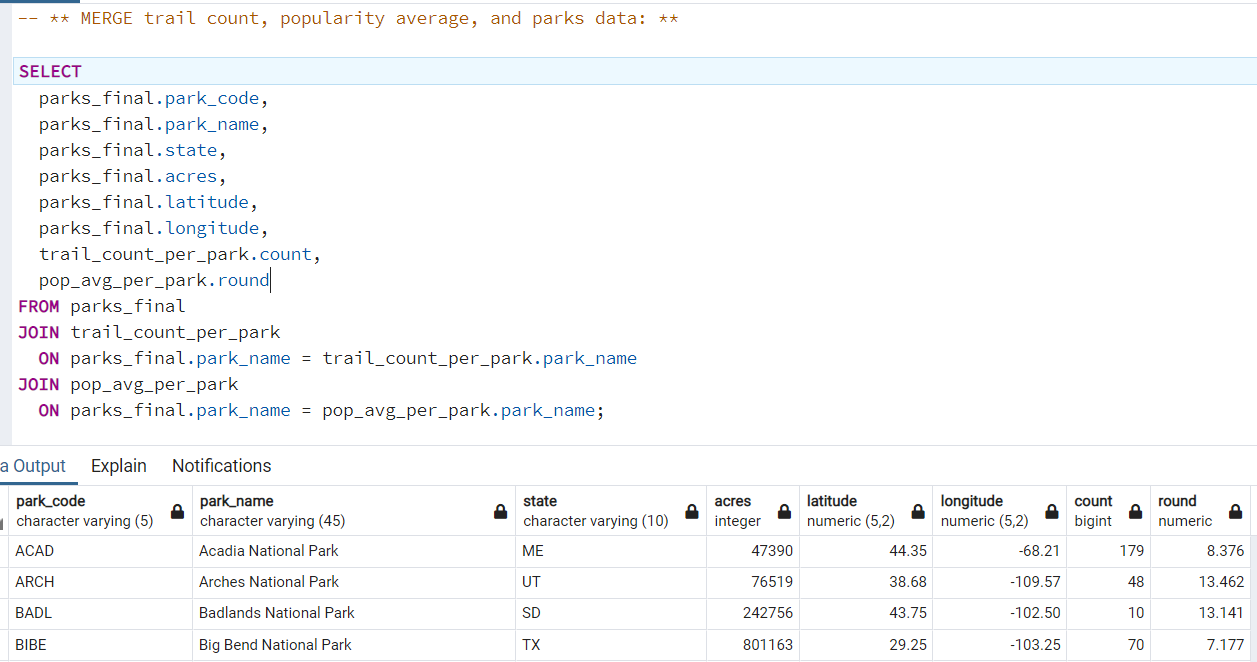 -- ** MERGE trail count, popularity average, and parks data: **
SELECT
parks_final.park_code,
parks_final.park_name,
parks_final.state,
parks_final.acres,
parks_final.latitude,
parks_final.longitude,
trail_count_per_park.count,
pop_avg_per_park.round
FROM parks_final
JOIN trail_count_per_park
ON parks_final.park_name = trail_count_per_park.park_name
JOIN pop_avg_per_park
ON parks_final.park_name = pop_avg_per_park.park_name;
a Output Explain Notifications
park_code park_name state acres latitude longitude count round
character varying (5) character varying (45) character varying (10) integer numeric (5,2) numeric (5,2) bigint numeric
ACAD Acadia National Park ME 47390 44.35 -68.21 179 8.376
ARCH Arches National Park UT 76519 38.68 -109.57 48 13.462
BADL Badlands National Park SD 242756 43.75 -102.50 10 13.141
BIBE Big Bend National Park TX 801163 29.25 -103.25 70 7.177